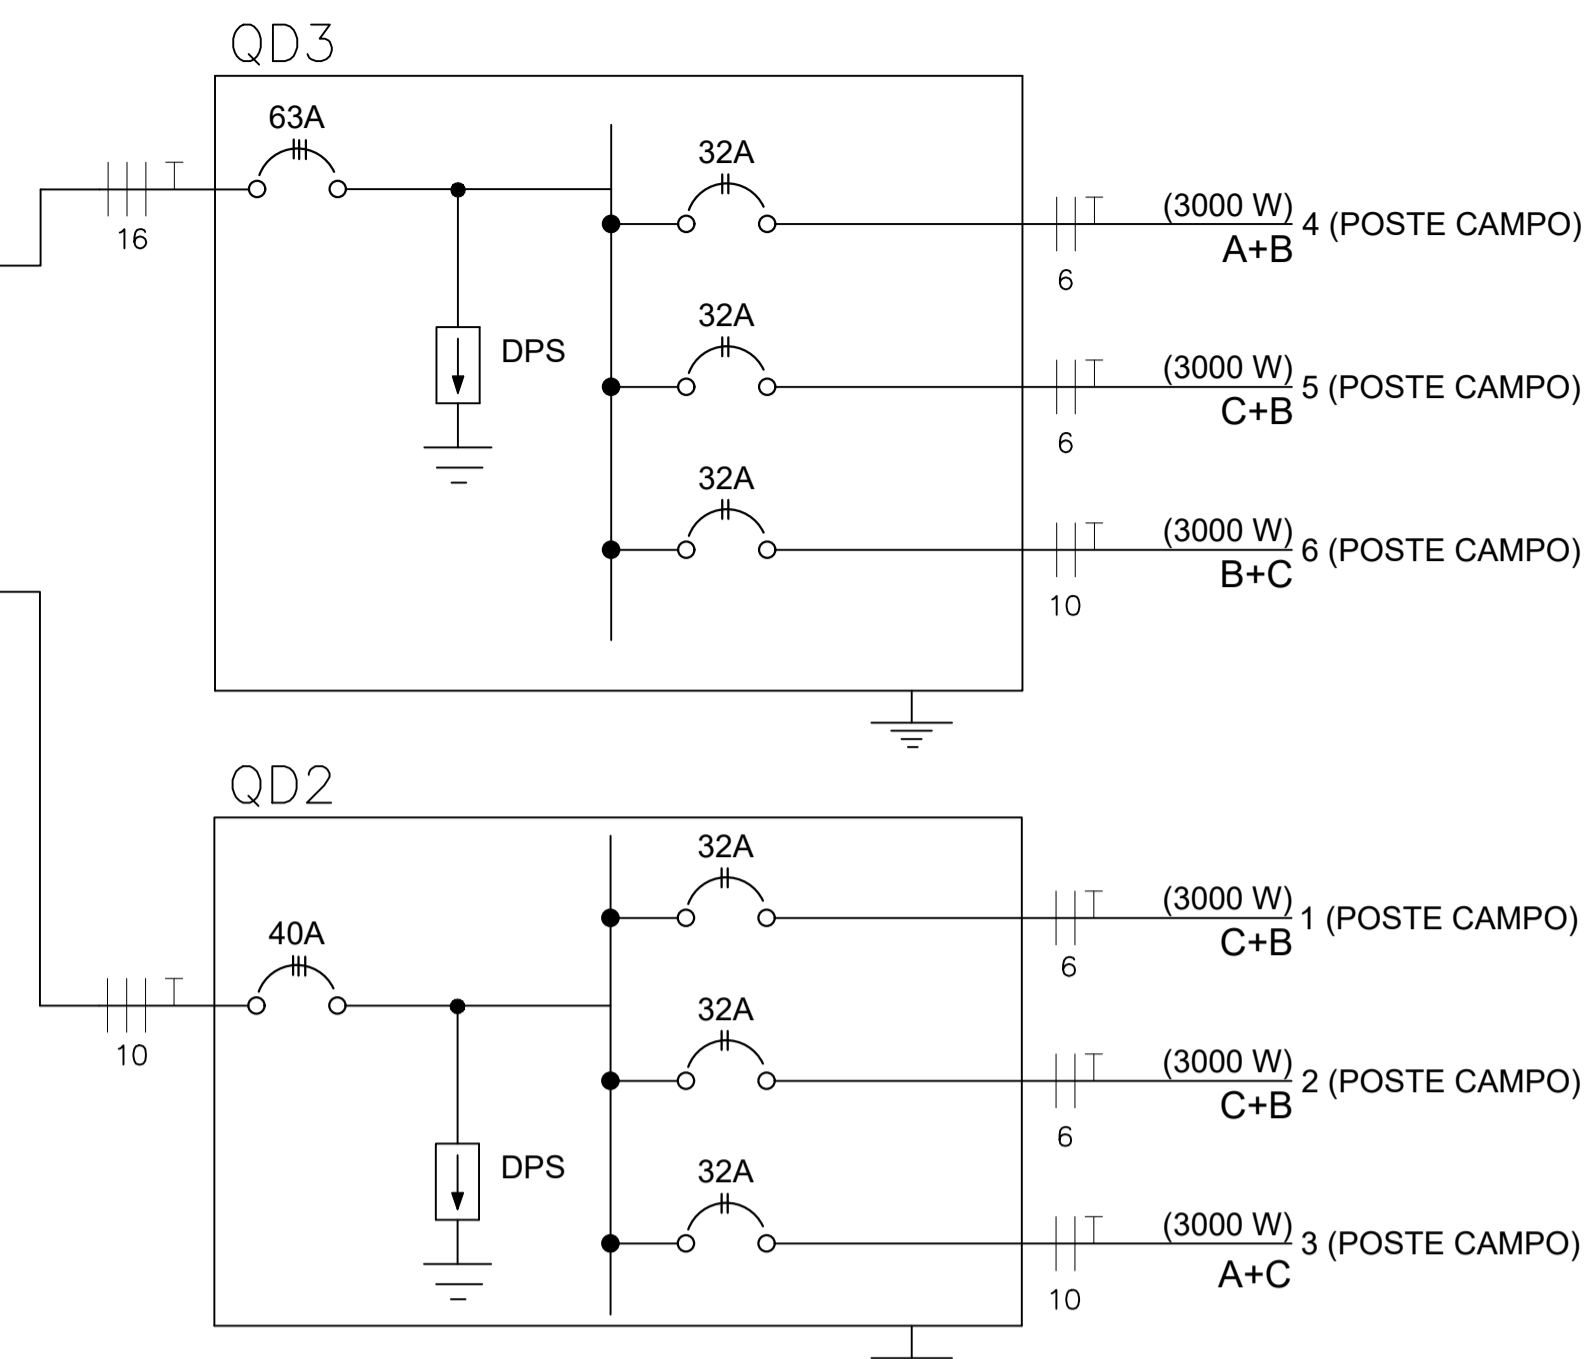 QD3
63A
16
DPS
32A
6
(3000 W)
A+B
4 (POSTE CAMPO)
32A
6
(3000 W)
C+B
5 (POSTE CAMPO)
32A
10
(3000 W)
B+C
6 (POSTE CAMPO)
QD2
40A
10
DPS
32A
6
(3000 W)
C+B
1 (POSTE CAMPO)
32A
6
(3000 W)
C+B
2 (POSTE CAMPO)
32A
10
(3000 W)
A+C
3 (POSTE CAMPO)